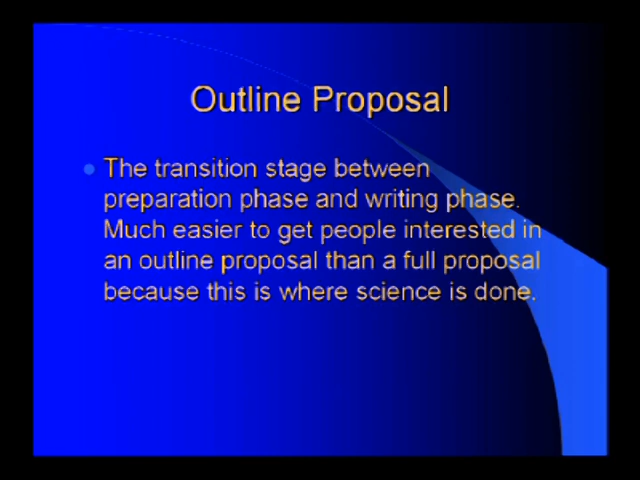 Outline Proposal
The transition stage between
preparation phase and writing phase.
Much easier to get people interested in
an outline proposal than a full proposal
because this is where science is done.